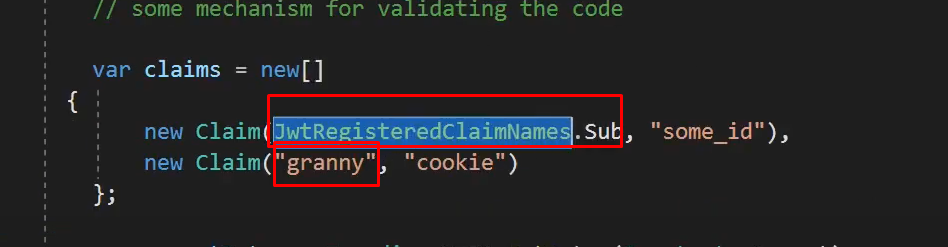 // some mechanism for validating the code
var claims = new[]
{
new Claim(JwtRegisteredClaimNames.Sub, "some_id"),
new Claim("granny", "cookie")
};